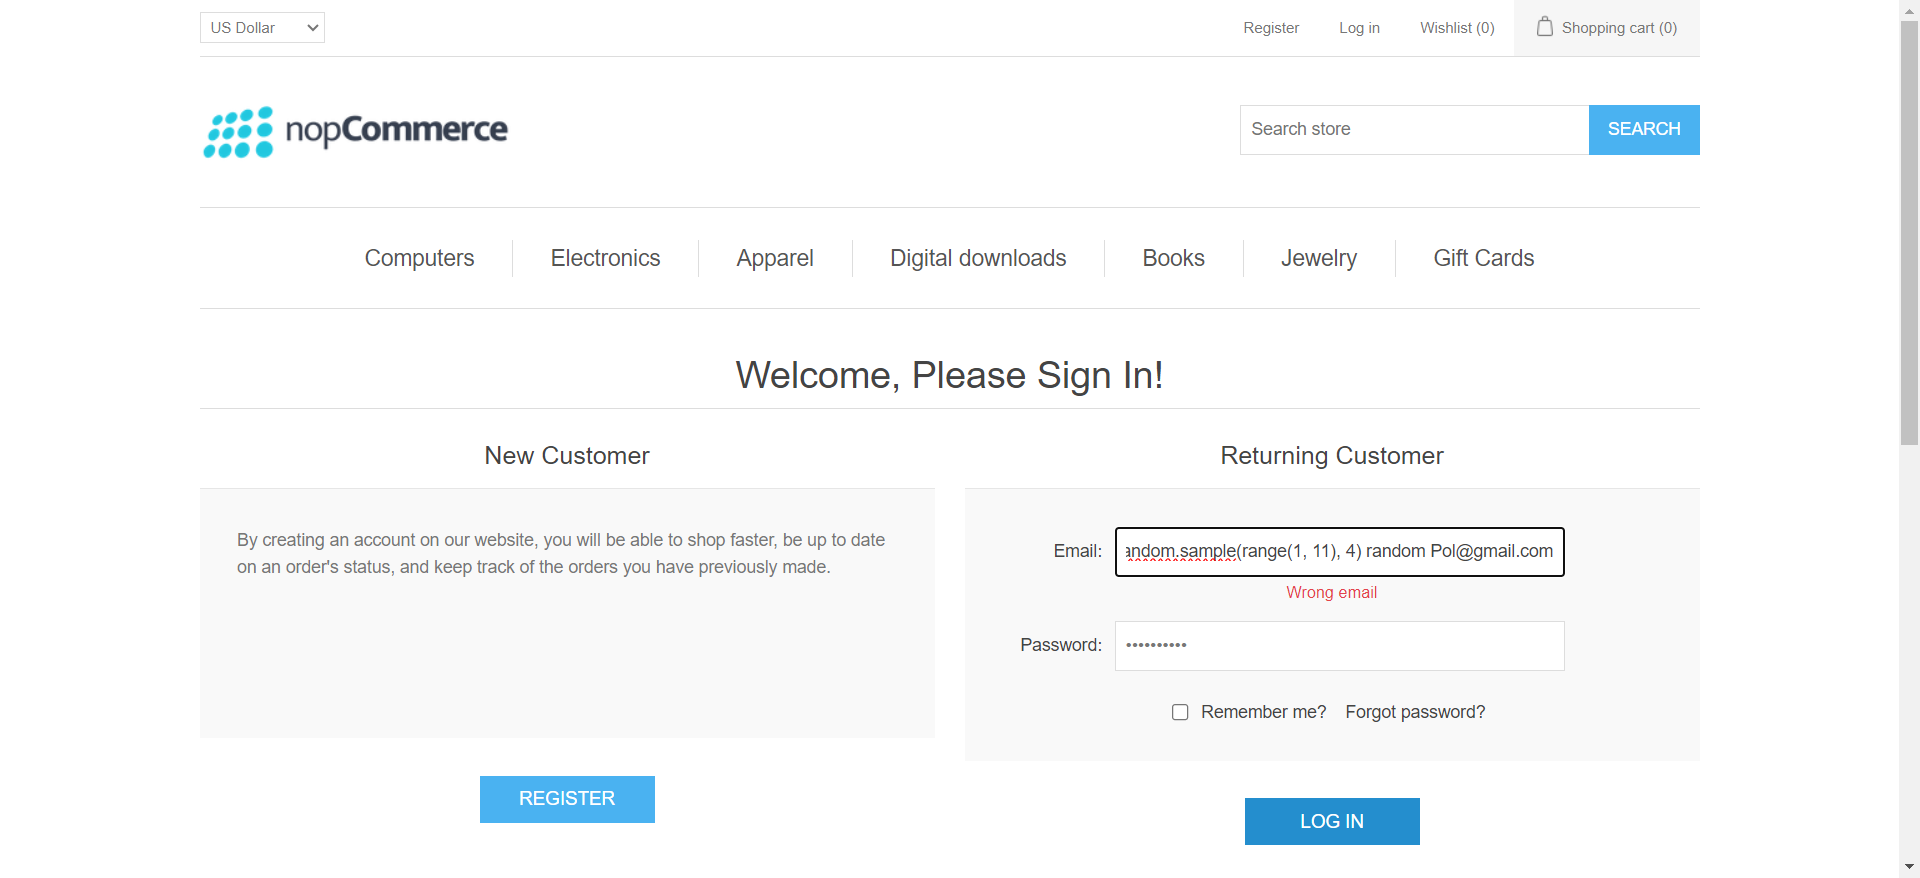 US Dollar
Register
Log in
Wishlist (0)
Shopping cart (0)
nopCommerce
Search store
SEARCH
Computers
Electronics
Apparel
Digital downloads
Books
Jewelry
Gift Cards
Welcome, Please Sign In!
New Customer
By creating an account on our website, you will be able to shop faster, be up to date
on an order's status, and keep track of the orders you have previously made.
REGISTER
Returning Customer
Email:
andom.sample(range(1, 11), 4) random Pol@gmail.com
Wrong email
Password:
••••••••••
Remember me?
Forgot password?
LOG IN